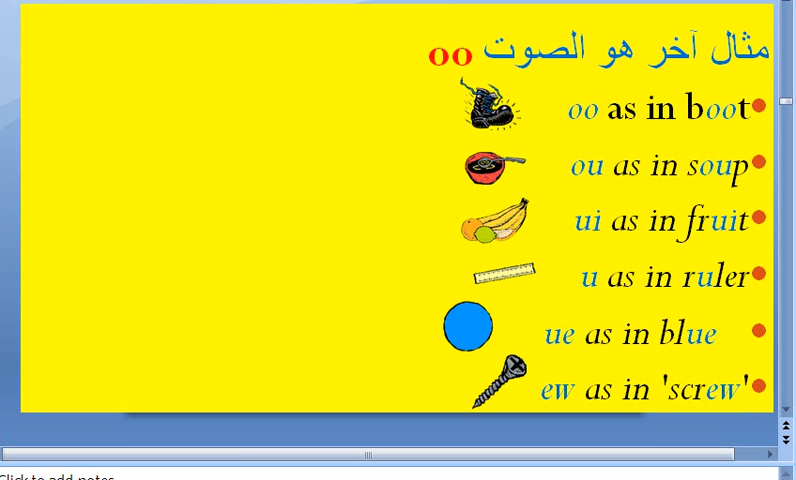 مثال آخر هو الصوت oo
oo as in boot
ou as in soup
ui as in fruit
u as in ruler
ue as in blue
ew as in 'screw'
Click to add notes